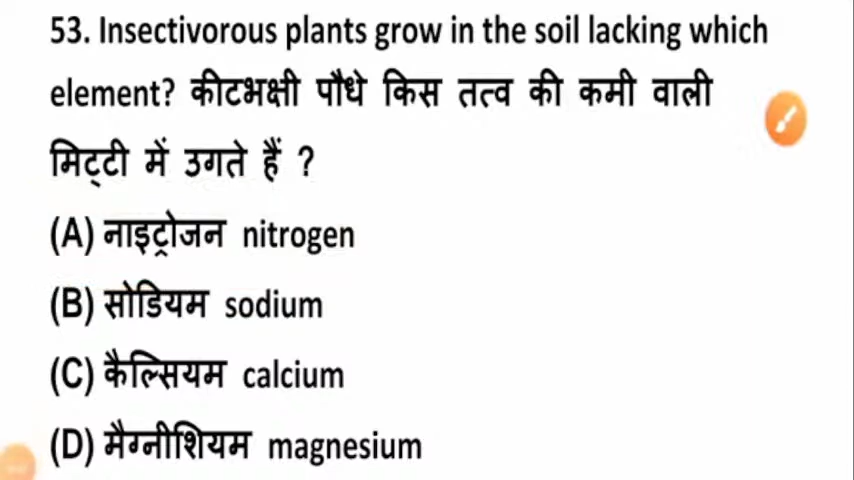 53. Insectivorous plants grow in the soil lacking which
element? कीटभक्षी पौधे किस तत्व की कमी वाली
मिट्टी में उगते हैं ?
(A) नाइट्रोजन nitrogen
(B) सोडियम sodium
(C) कैल्सियम calcium
(D) मैग्नीशियम magnesium